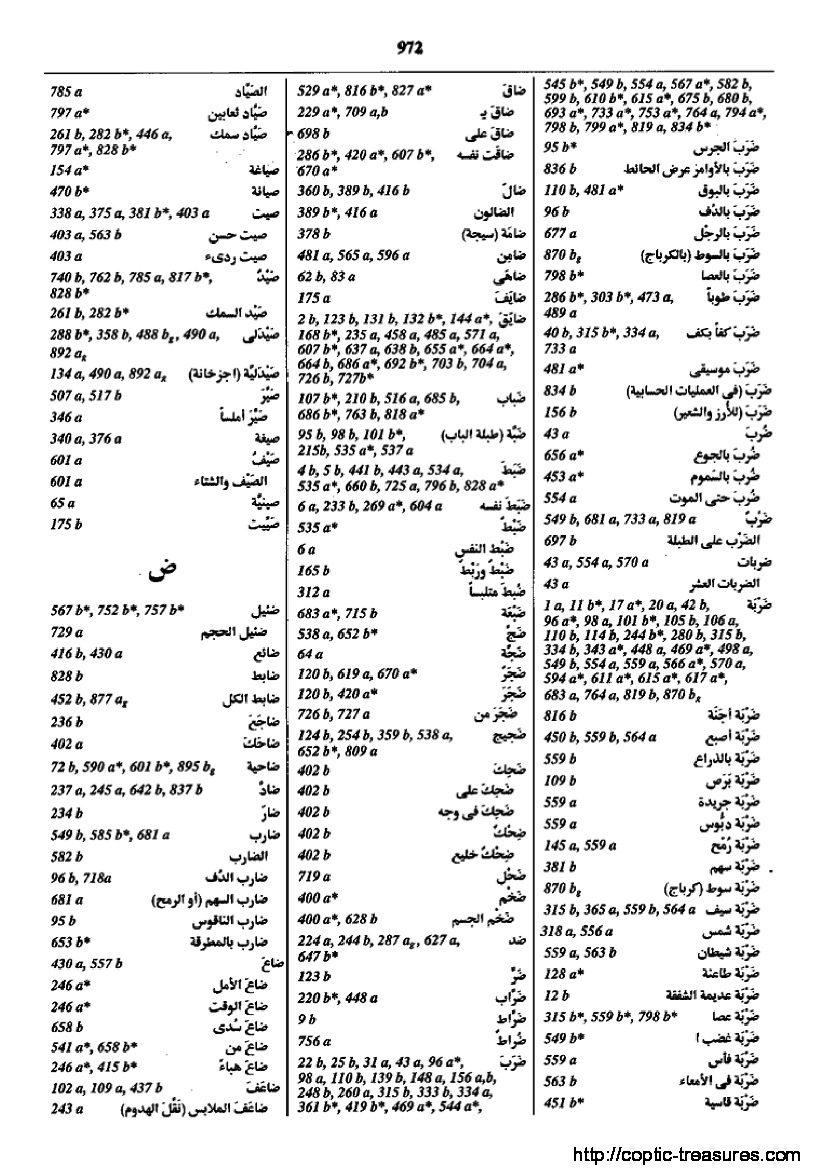 972
785 a الصَّيَّاد
797 a* صَيَّاد ثعابين
261 b, 282 b*, 446 a, صَيَّاد سمك
797 a*, 828 b*
154 a* صياغة
470 b* صيانة
338 a, 375 a, 381 b*, 403 a صيت
403 a, 563 b صيت حسن
403 a صيت ردىء
740 b, 762 b, 785 a, 817 b*, صَيْدٌ
828 b*
261 b, 282 b* صَيْد السمك
288 b*, 358 b, 488 bg, 490 a, صَيْدَلى
892 ag
134 a, 490 a, 892 ag صَيْدَلِيَّة (اجزخانة)
507 a, 517 b صَيَّرَ
346 a صَيَّرَ أملساً
340 a, 376 a صيغة
601 a صَيْفٌ
601 a الصَيْف والشتاء
65 a صينيَّة
175 b صَيِّيت
ض
567 b*, 752 b*, 757 b* ضئيل
729 a ضئيل الحجم
416 b, 430 a ضائع
828 b ضابط
452 b, 877 ag ضابط الكل
236 b ضاجَعَ
402 a ضاحَكَ
72 b, 590 a*, 601 b*, 895 bg ضاحية
237 a, 245 a, 642 b, 837 b ضادَّ
234 b ضارّ
549 b, 585 b*, 681 a ضارب
582 b الضارب
96 b, 718a ضارب الدُف
681 a ضارب السهم (أو الرمح)
95 b ضارب الناقوس
653 b* ضارب بالمطرقة
430 a, 557 b ضاعَ
246 a* ضاعَ الأمل
246 a* ضاعَ الوقت
658 b ضاعَ سُدى
541 a*, 658 b* ضاعَ من
246 a*, 415 b* ضاعَ هباءً
102 a, 109 a, 437 b ضاعَفَ
243 a ضاعَفَ الملابس (نَقَّلَ الهدوم)
529 a*, 816 b*, 827 a* ضاقَ
229 a*, 709 a,b ضاقَ بـ
698 b ضاقَ على
286 b*, 420 a*, 607 b*, ضاقَت نفسه
670 a*
360 b, 389 b, 416 b ضالّ
389 b*, 416 a الضالون
378 b ضامَة (سيجة)
481 a, 565 a, 596 a ضامِن
62 b, 83 a ضاهَى
175 a ضايَفَ
2 b, 123 b, 131 b, 132 b*, 144 a*, ضايَقَ
168 b*, 235 a, 458 a, 485 a, 571 a,
607 b*, 637 a, 638 b, 655 a*, 664 a*,
664 b, 686 a*, 692 b*, 703 b, 704 a,
726 b, 727b*
107 b*, 210 b, 516 a, 685 b, ضباب
686 b*, 763 b, 818 a*
95 b, 98 b, 101 b*, ضَبَّة (طبلة الباب)
215b, 535 a*, 537 a
4 b, 5 b, 441 b, 443 a, 534 a, ضَبَطَ
535 a*, 660 b, 725 a, 796 b, 828 a*
6 a, 233 b, 269 a*, 604 a ضَبَطَ نفسه
535 a* ضَبْطٌ
6 a ضَبْط النفس
165 b ضَبْطٌ ورَبْطٌ
312 a ضُبِطَ متلبساً
683 a*, 715 b ضَبْعَة
538 a, 652 b* ضَجَّ
64 a ضَجَّة
120 b, 619 a, 670 a* ضَجَرٌ
120 b, 420 a* ضَجَرَ
726 b, 727 a ضَجَرَ من
124 b, 254 b, 359 b, 538 a, ضَجيج
652 b*, 809 a
402 b ضَحِكَ
402 b ضَحِكَ على
402 b ضَحِكَ فى وجه
402 b ضِحْكٌ
402 b ضِحْكٌ خليع
719 a ضَحْل
400 a* ضَخْم
400 a*, 628 b ضَخْم الجسم
224 a, 244 b, 287 ag, 627 a, ضد
647 b*
123 b ضَرَّ
220 b*, 448 a ضَرَّاب
9 b ضَرَّاط
756 a ضُراطٌ
22 b, 25 b, 31 a, 43 a, 96 a*, ضَرَبَ
98 a, 110 b, 139 b, 148 a, 156 a,b,
248 b, 260 a, 315 b, 333 b, 334 a,
361 b*, 419 b*, 469 a*, 544 a*,
545 b*, 549 b, 554 a, 567 a*, 582 b,
599 b, 610 b*, 615 a*, 675 b, 680 b,
693 a*, 733 a*, 753 a*, 764 a, 794 a*,
798 b, 799 a*, 819 a, 834 b*
95 b* ضَرَبَ الجرس
836 b ضَرَبَ بالأوامر عرض الحائط
110 b, 481 a* ضَرَبَ بالبوق
96 b ضَرَبَ بالدُف
677 a ضَرَبَ بالرجْل
870 bg ضَرَبَ بالسوط (بالكرباج)
798 b* ضَرَبَ بالعصا
286 b*, 303 b*, 473 a, ضَرَبَ طوباً
489 a
40 b, 315 b*, 334 a, ضَرَبَ كفاً بكف
733 a
481 a* ضَرَبَ موسيقى
834 b ضَرَبَ (فى العمليات الحسابية)
156 b ضَرَبَ (للأرز والشعير)
43 a ضُرِبَ
656 a* ضُرِبَ بالجوع
453 a* ضُرِبَ بالسَّموم
554 a ضُرِبَ حتى الموت
549 b, 681 a, 733 a, 819 a ضَرْبٌ
697 b الضَرْب على الطبلة
43 a, 554 a, 570 a ضربات
43 a الضربات العشر
1 a, 11 b*, 17 a*, 20 a, 42 b, ضَرْبَة
96 a*, 98 a, 101 b*, 105 b, 106 a,
110 b, 114 b, 244 b*, 280 b, 315 b,
334 b, 343 a*, 448 a, 469 a*, 498 a,
549 b, 554 a, 559 a, 566 a*, 570 a,
594 a*, 611 a*, 615 a*, 617 a*,
683 a, 764 a, 819 b, 870 bg
816 b ضَرْبَة أجنَّة
450 b, 559 b, 564 a ضَرْبَة أصبع
559 b ضَرْبَة بالذراع
109 b ضَرْبَة بَرَص
559 a ضَرْبَة جريدة
559 a ضَرْبَة دبُّوس
145 a, 559 a ضَرْبَة رُمْح
381 b ضَرْبَة سهم
870 bg ضَرْبَة سوط (كرباج)
315 b, 365 a, 559 b, 564 a ضَرْبَة سيف
318 a, 556 a ضَرْبَة شمس
559 a, 563 b ضَرْبَة شيطان
128 a* ضَرْبَة طاعنة
12 b ضَرْبَة عديمة الشفقة
315 b*, 559 b*, 798 b* ضَرْبَة عصا
549 b* ضَرْبَة غضب !
559 a ضَرْبَة فأس
563 b ضَرْبَة فى الأمعاء
451 b* ضَرْبَة قاسية
http://coptic-treasures.com